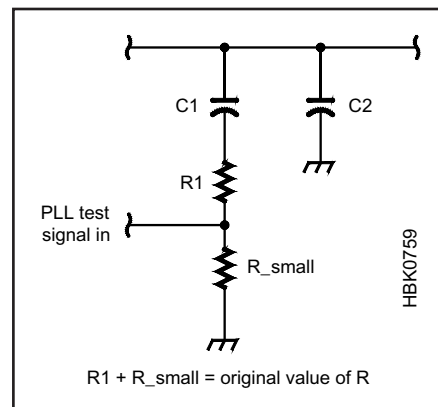 C1
C2
R1
PLL test
signal in
R_small
HBK0759
R1 + R_small = original value of R